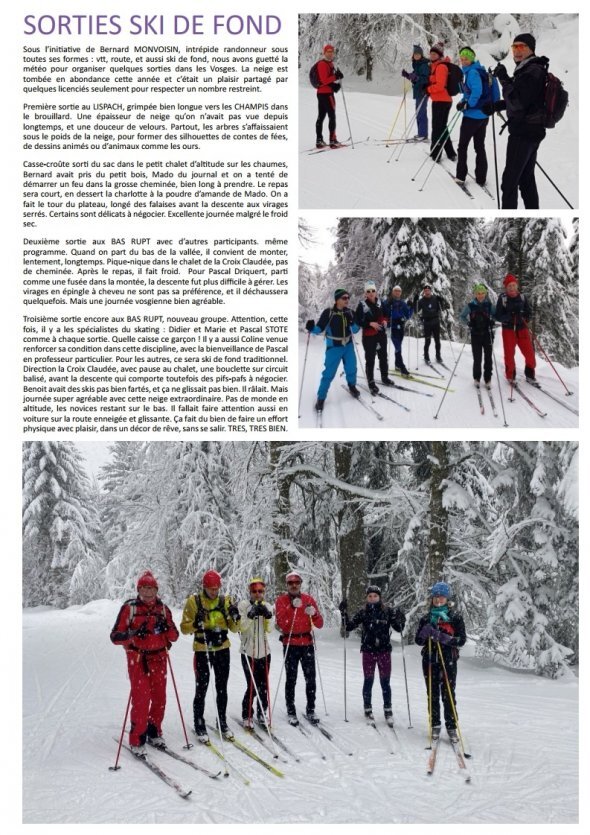 SORTIES SKI DE FOND
Sous l'initiative de Bernard MONVOISIN, intrépide randonneur sous
toutes ses formes : vtt, route, et aussi ski de fond, nous avons guetté la
météo pour organiser quelques sorties dans les Vosges. La neige est
tombée en abondance cette année et c'était un plaisir partagé par
quelques licenciés seulement pour respecter un nombre restreint.
Première sortie au LISPACH, grimpée bien longue vers les CHAMPIS dans
le brouillard. Une épaisseur de neige qu'on n'avait pas vue depuis
longtemps, et une douceur de velours. Partout, les arbres s'affaissaient
sous le poids de la neige, pour former des silhouettes de contes de fées,
de dessins animés ou d'animaux comme les ours.
Casse-croûte sorti du sac dans le petit chalet d'altitude sur les chaumes,
Bernard avait pris du petit bois, Mado du journal et on a tenté de
démarrer un feu dans la grosse cheminée, bien long à prendre. Le repas
sera court, en dessert la charlotte à la poudre d'amande de Mado. On a
fait le tour du plateau, longé des falaises avant la descente aux virages
serrés. Certains sont délicats à négocier. Excellente journée malgré le froid
sec.
Deuxième sortie aux BAS RUPT avec d'autres participants. même
programme. Quand on part du bas de la vallée, il convient de monter,
lentement, longtemps. Pique-nique dans le chalet de la Croix Claudée, pas
de cheminée. Après le repas, il fait froid. Pour Pascal Driquert, parti
comme une fusée dans la montée, la descente fut plus difficile à gérer. Les
virages en épingle à cheveu ne sont pas sa préférence, et il déchaussera
quelquefois. Mais une journée vosgienne bien agréable.
Troisième sortie encore aux BAS RUPT, nouveau groupe. Attention, cette
fois, il y a les spécialistes du skating : Didier et Marie et Pascal STOTE
comme à chaque sortie. Quelle caisse ce garçon ! Il y a aussi Coline venue
renforcer sa condition dans cette discipline, avec la bienveillance de Pascal
en professeur particulier. Pour les autres, ce sera ski de fond traditionnel.
Direction la Croix Claudée, avec pause au chalet, une boucle sur circuit
balisé, avant la descente qui comporte toutefois des pifs-pafs à négocier.
Benoit avait des skis pas bien fartés, et ça ne glissait pas bien. Il râlait. Mais
journée super agréable avec cette neige extraordinaire. Pas de monde en
altitude, les novices restant sur le bas. Il fallait faire attention aussi en
voiture sur la route enneigée et glissante. Ça fait du bien de faire un effort
physique avec plaisir, dans un décor de rêve, sans se salir. TRES, TRES BIEN.